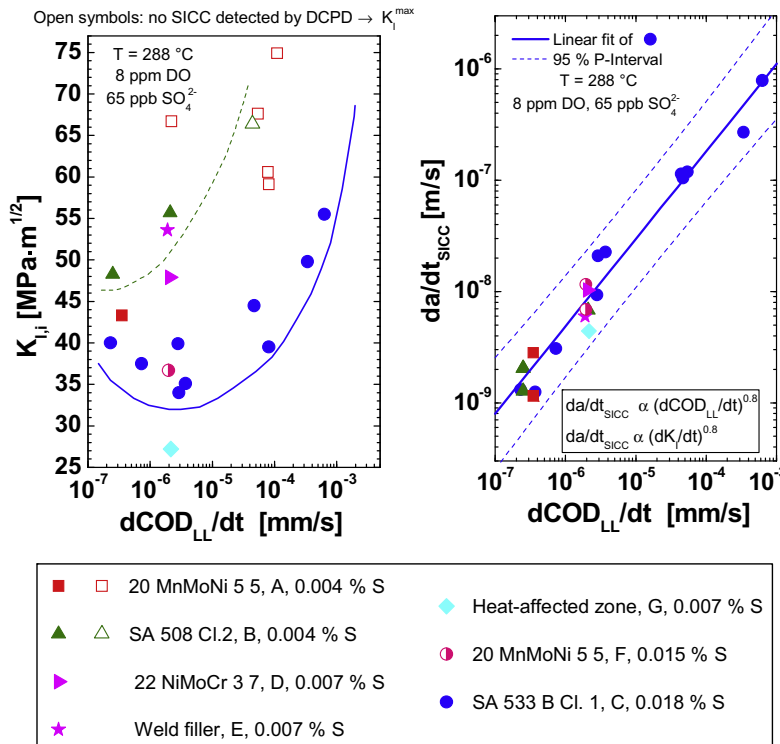 Open symbols: no SICC detected by DCPD → K_I^max
75
70
65
60
55
50
45
40
35
30
25
K_I,i [MPa·m^1/2]
T = 288 °C
8 ppm DO
65 ppb SO_4^2-
10^-7 10^-6 10^-5 10^-4 10^-3
dCOD_LL/dt [mm/s]
Linear fit of
95 % P-Interval
T = 288 °C
8 ppm DO, 65 ppb SO_4^2-
10^-6
10^-7
10^-8
10^-9
da/dt_SICC [m/s]
da/dt_SICC α (dCOD_LL/dt)^0.8
da/dt_SICC α (dK_I/dt)^0.8
10^-7 10^-6 10^-5 10^-4 10^-3
dCOD_LL/dt [mm/s]
20 MnMoNi 5 5, A, 0.004 % S
SA 508 Cl.2, B, 0.004 % S
22 NiMoCr 3 7, D, 0.007 % S
Weld filler, E, 0.007 % S
Heat-affected zone, G, 0.007 % S
20 MnMoNi 5 5, F, 0.015 % S
SA 533 B Cl. 1, C, 0.018 % S